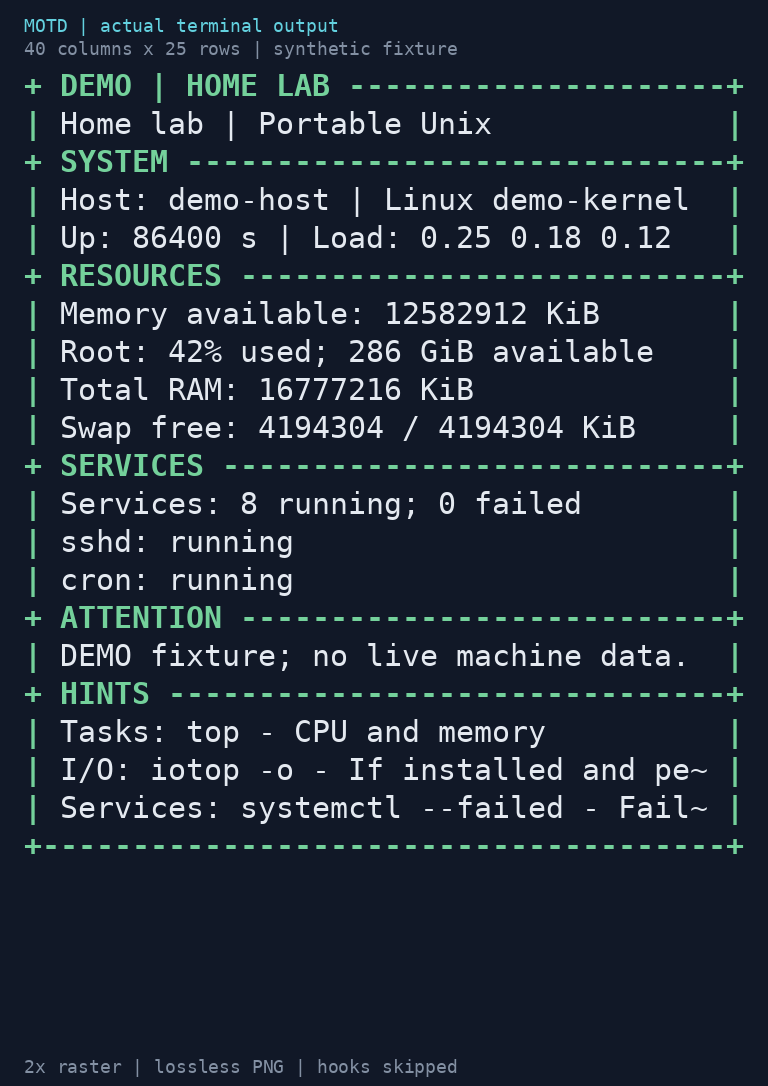 MOTD | actual terminal output
40 columns x 25 rows | synthetic fixture
+ DEMO | HOME LAB ---------------------+
| Home lab | Portable Unix             |
+ SYSTEM ------------------------------+
| Host: demo-host | Linux demo-kernel  |
| Up: 86400 s | Load: 0.25 0.18 0.12   |
+ RESOURCES ---------------------------+
| Memory available: 12582912 KiB       |
| Root: 42% used; 286 GiB available    |
| Total RAM: 16777216 KiB              |
| Swap free: 4194304 / 4194304 KiB     |
+ SERVICES ----------------------------+
| Services: 8 running; 0 failed        |
| sshd: running                        |
| cron: running                        |
+ ATTENTION ---------------------------+
| DEMO fixture; no live machine data.  |
+ HINTS -------------------------------+
| Tasks: top - CPU and memory          |
| I/O: iotop -o - If installed and pe~ |
| Services: systemctl --failed - Fail~ |
+--------------------------------------+
2x raster | lossless PNG | hooks skipped